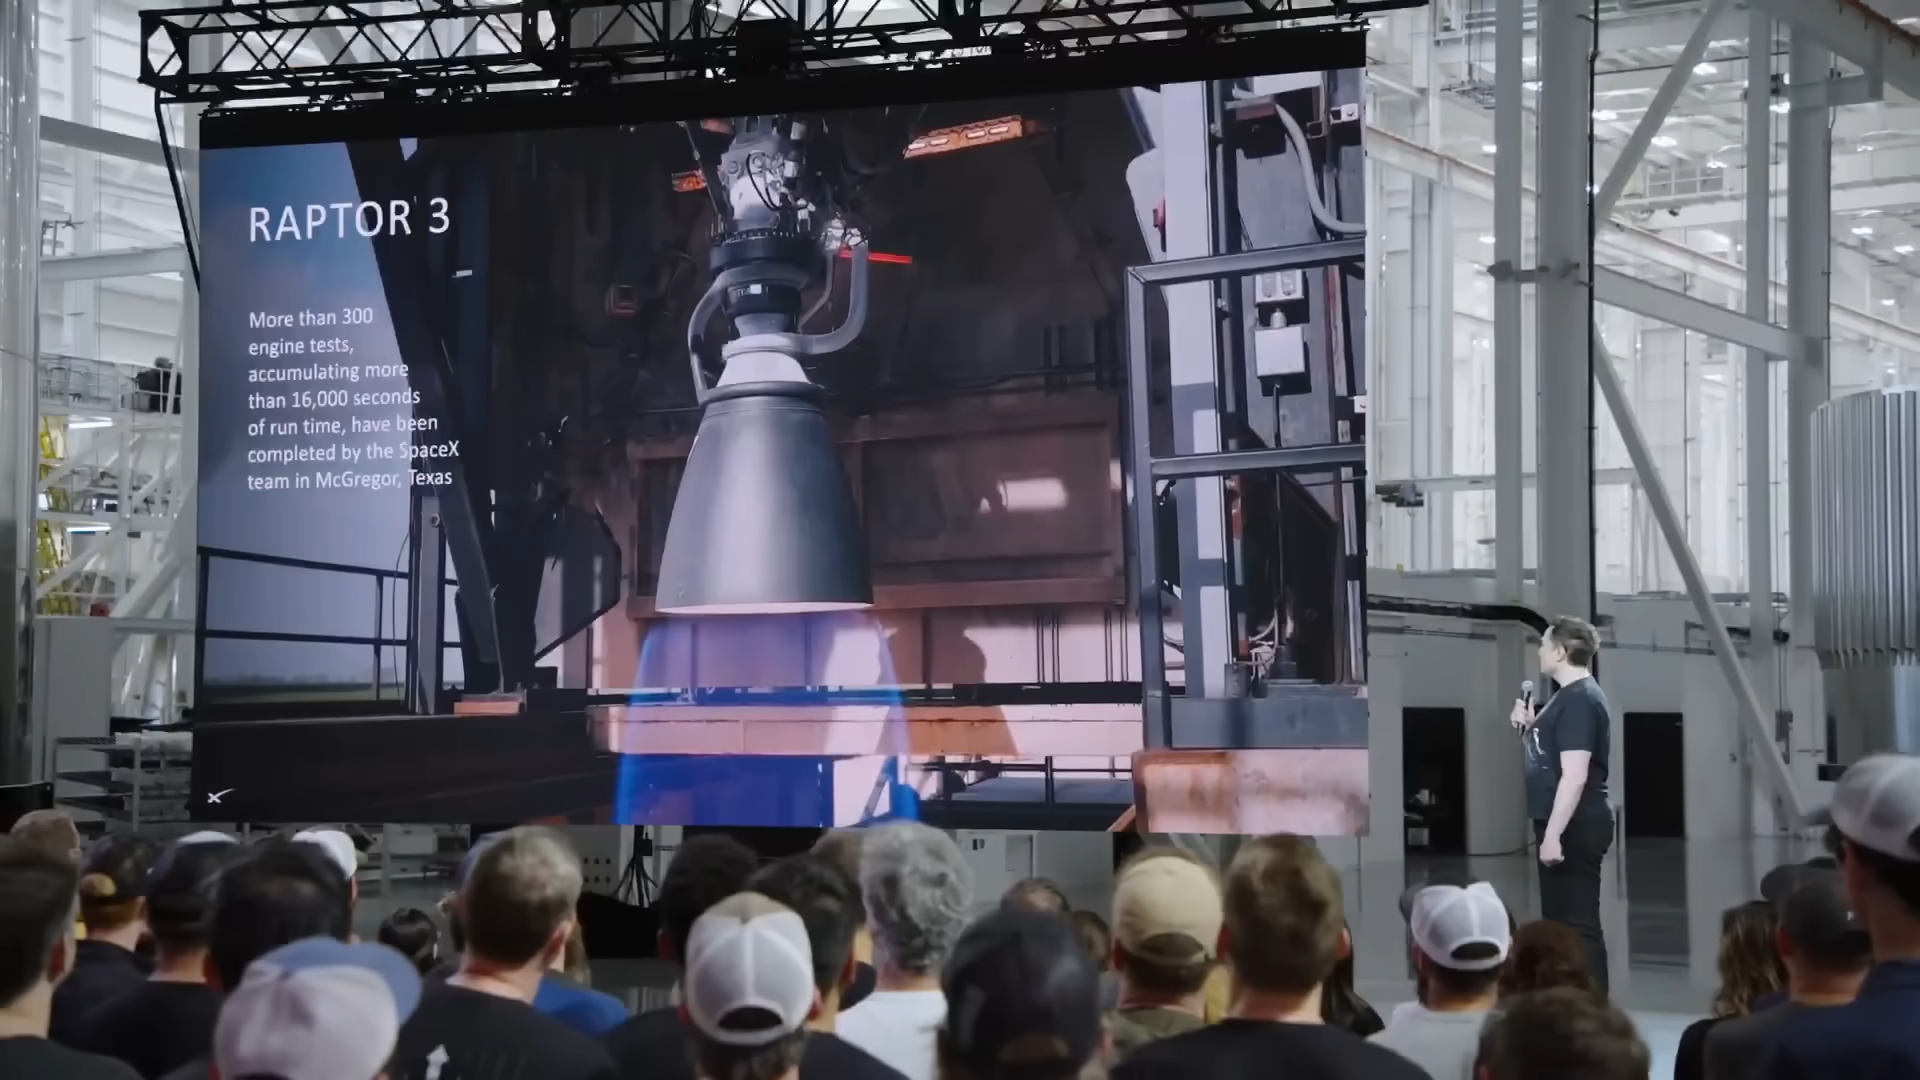 RAPTOR 3
More than 300
engine tests,
accumulating more
than 16,000 seconds
of run time, have been
completed by the SpaceX
team in McGregor, Texas